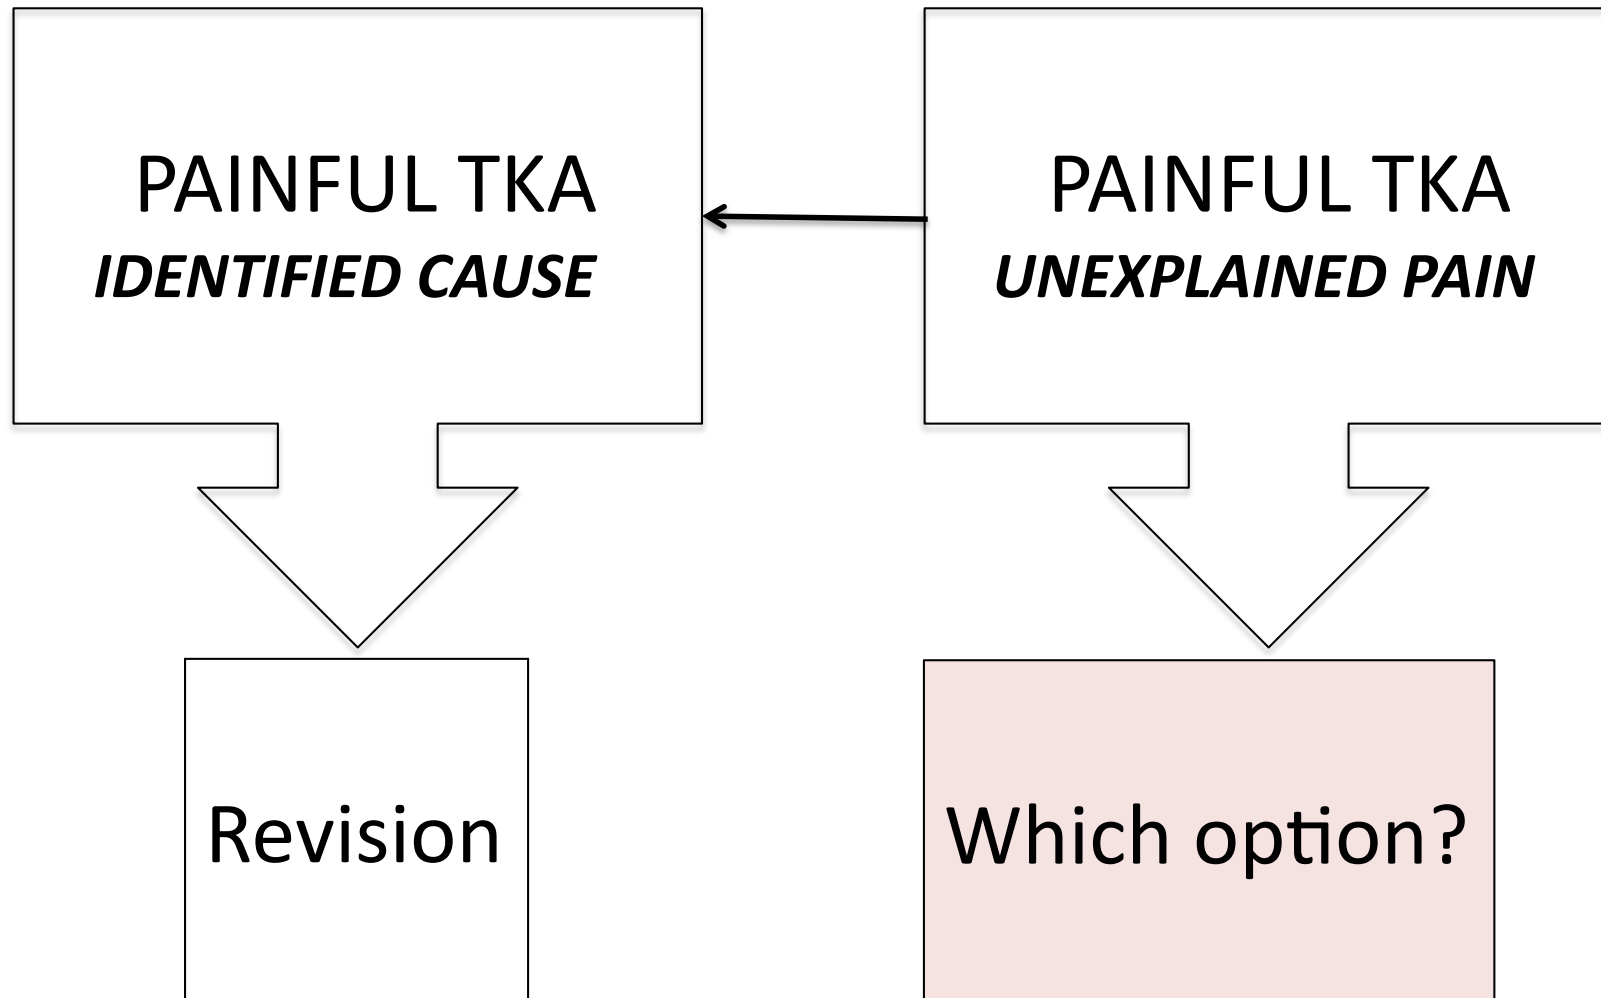 PAINFUL TKA
IDENTIFIED CAUSE
PAINFUL TKA
UNEXPLAINED PAIN
Revision
Which option?